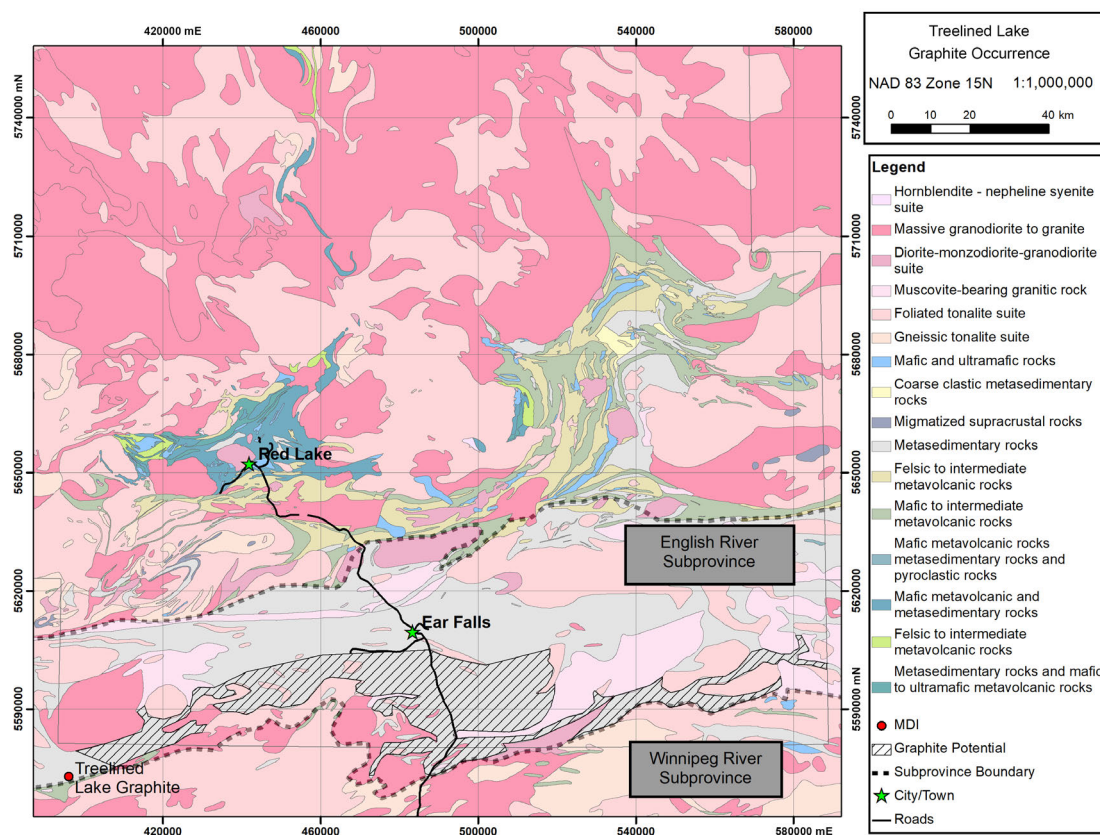 Treelined Lake
Graphite Occurrence
NAD 83 Zone 15N 1:1,000,000
0 10 20 40 km
420000 mE 460000 500000 540000 580000
5740000
5710000
5680000
5650000
5620000
5590000
5740000
5710000
5680000
5650000
5620000
5590000 mN
420000 460000 500000 540000 580000 mE
Red Lake
Ear Falls
English River
Subprovince
Winnipeg River
Subprovince
Treelined
Lake Graphite
Legend
Hornblendite - nepheline syenite
suite
Massive granodiorite to granite
Diorite-monzodiorite-granodiorite
suite
Muscovite-bearing granitic rock
Foliated tonalite suite
Gneissic tonalite suite
Mafic and ultramafic rocks
Coarse clastic metasedimentary
rocks
Migmatized supracrustal rocks
Metasedimentary rocks
Felsic to intermediate
metavolcanic rocks
Mafic to intermediate
metavolcanic rocks
Mafic metavolcanic rocks
metasedimentary rocks and
pyroclastic rocks
Mafic metavolcanic and
metasedimentary rocks
Felsic to intermediate
metavolcanic rocks
Metasedimentary rocks and mafic
to ultramafic metavolcanic rocks
MDI
Graphite Potential
Subprovince Boundary
City/Town
Roads